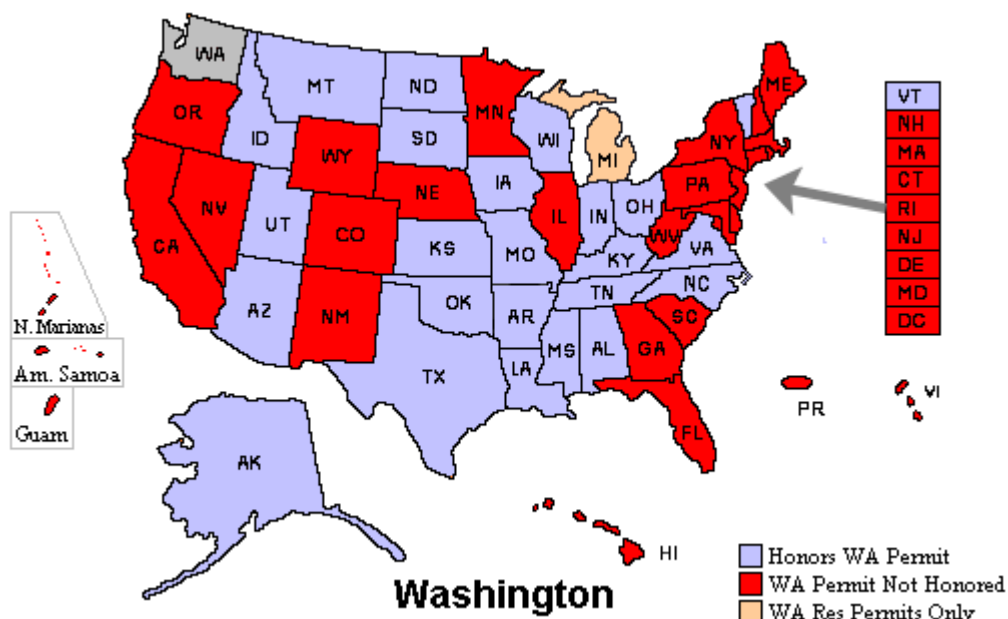 WA
MT
ND
MN
ME
VT
OR
ID
SD
WI
NY
NH
WY
MI
MA
IA
PA
CT
NE
NV
UT
IL
IN
OH
RI
CO
WV
VA
NJ
CA
KS
MO
KY
DE
MD
TN
NC
DC
AZ
NM
OK
AR
SC
N. Marianas
MS
AL
GA
LA
Am. Samoa
TX
PR
VI
Guam
FL
AK
HI
Honors WA Permit
WA Permit Not Honored
Washington
WA Res Permits Only